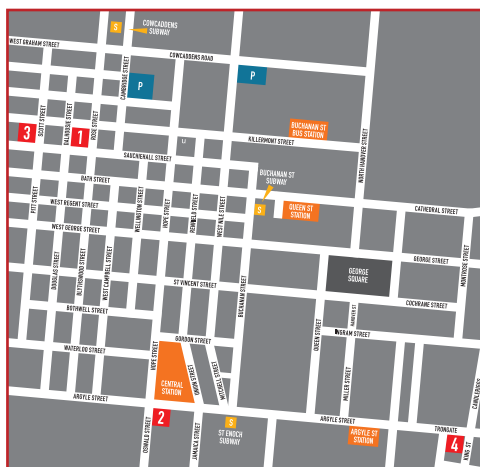 COWCADDENS
SUBWAY
S
WEST GRAHAM STREET
COWCADDENS ROAD
CAMBRIDGE STREET
P
P
SCOTT STREET
DALHOUSIE STREET
ROSE STREET
3
1
BUCHANAN ST
BUS STATION
KILLERMONT STREET
NORTH HANOVER STREET
SAUCHIEHALL STREET
BUCHANAN ST
SUBWAY
BATH STREET
PITT STREET
WEST REGENT STREET
WELLINGTON STREET
HOPE STREET
RENFIELD STREET
WEST NILE STREET
S
QUEEN ST
STATION
CATHEDRAL STREET
WEST GEORGE STREET
GEORGE STREET
MONTROSE STREET
DOUGLAS STREET
BLYTHSWOOD STREET
WEST CAMPBELL STREET
GEORGE
SQUARE
ST VINCENT STREET
BUCHANAN STREET
COCHRANE STREET
BOTHWELL STREET
HANOVER ST
QUEEN STREET
INGRAM STREET
GORDON STREET
WATERLOO STREET
HOPE STREET
UNION STREET
MITCHELL STREET
MILLER STREET
CENTRAL
STATION
CANDLERIGGS
ARGYLE STREET
2
OSWALD STREET
JAMAICA STREET
S
ST ENOCH
SUBWAY
ARGYLE STREET
ARGYLE ST
STATION
TRONGATE
4
KING ST